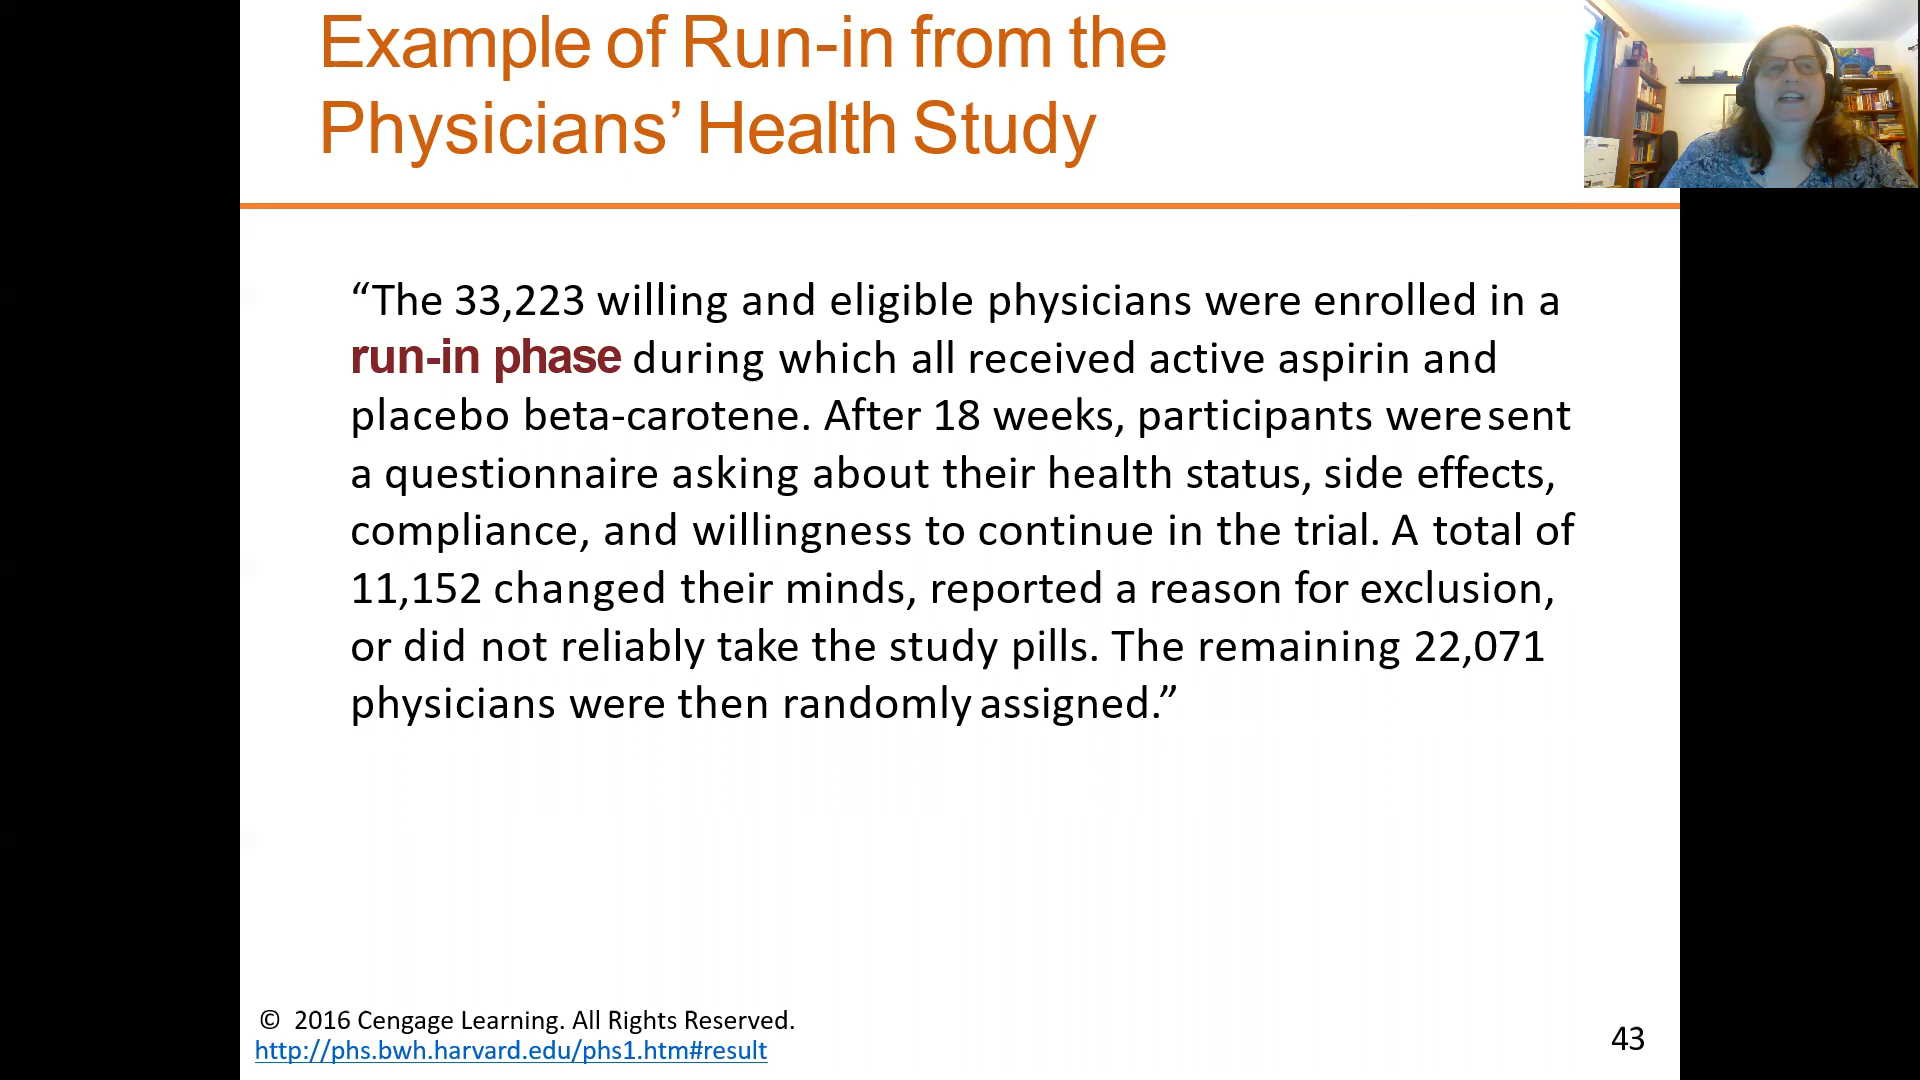 Example of Run-in from the
Physicians’ Health Study
“The 33,223 willing and eligible physicians were enrolled in a
run-in phase during which all received active aspirin and
placebo beta-carotene. After 18 weeks, participants were sent
a questionnaire asking about their health status, side effects,
compliance, and willingness to continue in the trial. A total of
11,152 changed their minds, reported a reason for exclusion,
or did not reliably take the study pills. The remaining 22,071
physicians were then randomly assigned.”
© 2016 Cengage Learning. All Rights Reserved.
http://phs.bwh.harvard.edu/phs1.htm#result
43